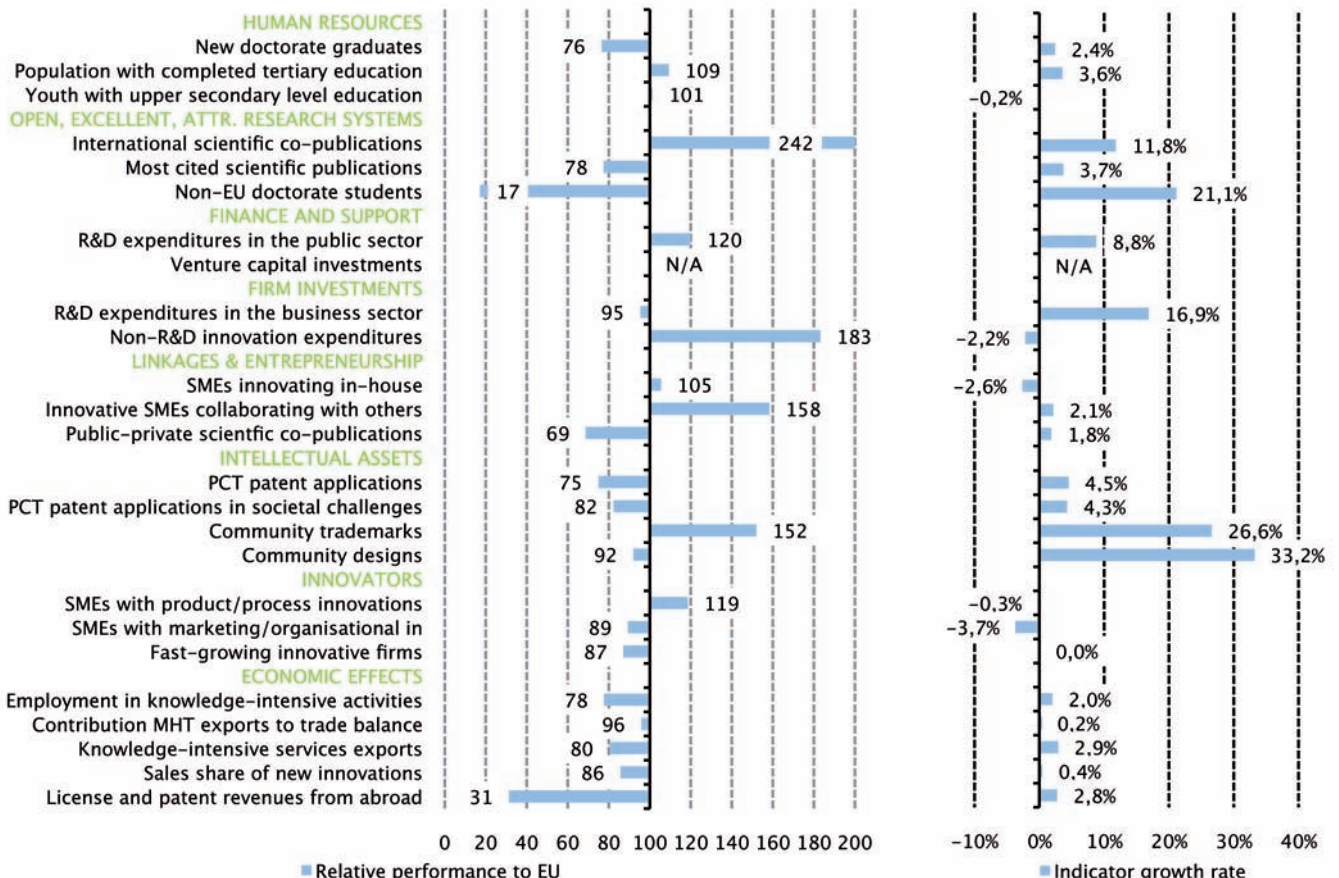 HUMAN RESOURCES
New doctorate graduates 76 2,4%
Population with completed tertiary education 109 3,6%
Youth with upper secondary level education 101 -0,2%
OPEN, EXCELLENT, ATTR. RESEARCH SYSTEMS
International scientific co-publications 242 11,8%
Most cited scientific publications 78 3,7%
Non-EU doctorate students 17 21,1%
FINANCE AND SUPPORT
R&D expenditures in the public sector 120 8,8%
Venture capital investments N/A N/A
FIRM INVESTMENTS
R&D expenditures in the business sector 95 16,9%
Non-R&D innovation expenditures 183 -2,2%
LINKAGES & ENTREPRENEURSHIP
SMEs innovating in-house 105 -2,6%
Innovative SMEs collaborating with others 158 2,1%
Public-private scientfic co-publications 69 1,8%
INTELLECTUAL ASSETS
PCT patent applications 75 4,5%
PCT patent applications in societal challenges 82 4,3%
Community trademarks 152 26,6%
Community designs 92 33,2%
INNOVATORS
SMEs with product/process innovations 119 -0,3%
SMEs with marketing/organisational in 89 -3,7%
Fast-growing innovative firms 87 0,0%
ECONOMIC EFFECTS
Employment in knowledge-intensive activities 78 2,0%
Contribution MHT exports to trade balance 96 0,2%
Knowledge-intensive services exports 80 2,9%
Sales share of new innovations 86 0,4%
License and patent revenues from abroad 31 2,8%
0 20 40 60 80 100 120 140 160 180 200 -10% 0% 10% 20% 30% 40%
Relative performance to EU Indicator growth rate